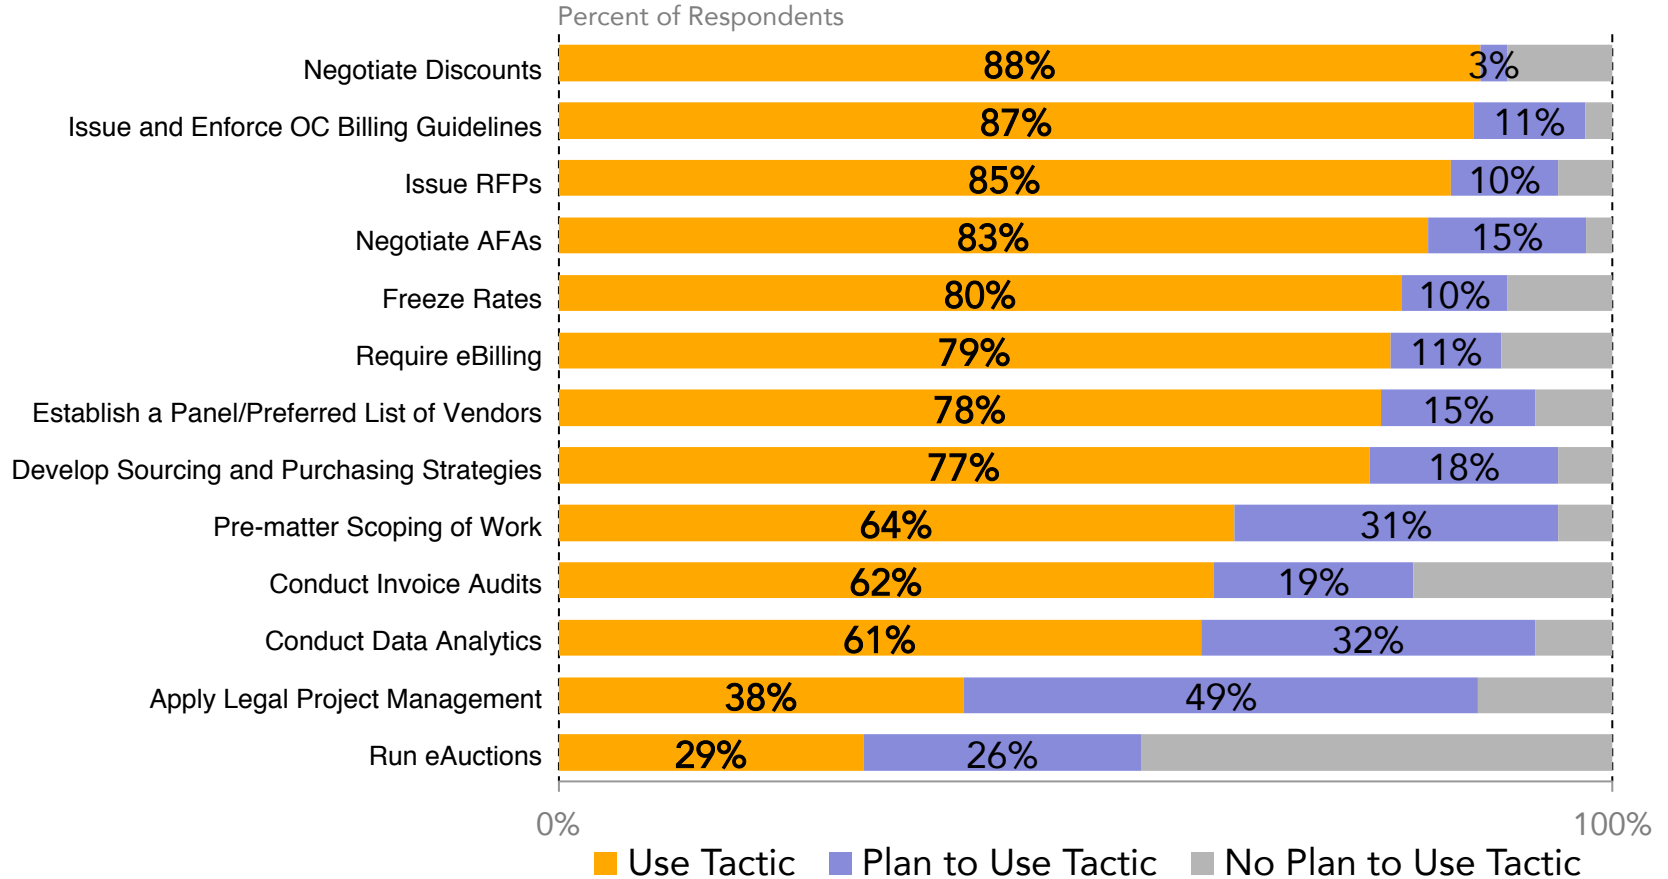 Percent of Respondents
Negotiate Discounts 88% 3%
Issue and Enforce OC Billing Guidelines 87% 11%
Issue RFPs 85% 10%
Negotiate AFAs 83% 15%
Freeze Rates 80% 10%
Require eBilling 79% 11%
Establish a Panel/Preferred List of Vendors 78% 15%
Develop Sourcing and Purchasing Strategies 77% 18%
Pre-matter Scoping of Work 64% 31%
Conduct Invoice Audits 62% 19%
Conduct Data Analytics 61% 32%
Apply Legal Project Management 38% 49%
Run eAuctions 29% 26%
0% 100%
Use Tactic Plan to Use Tactic No Plan to Use Tactic